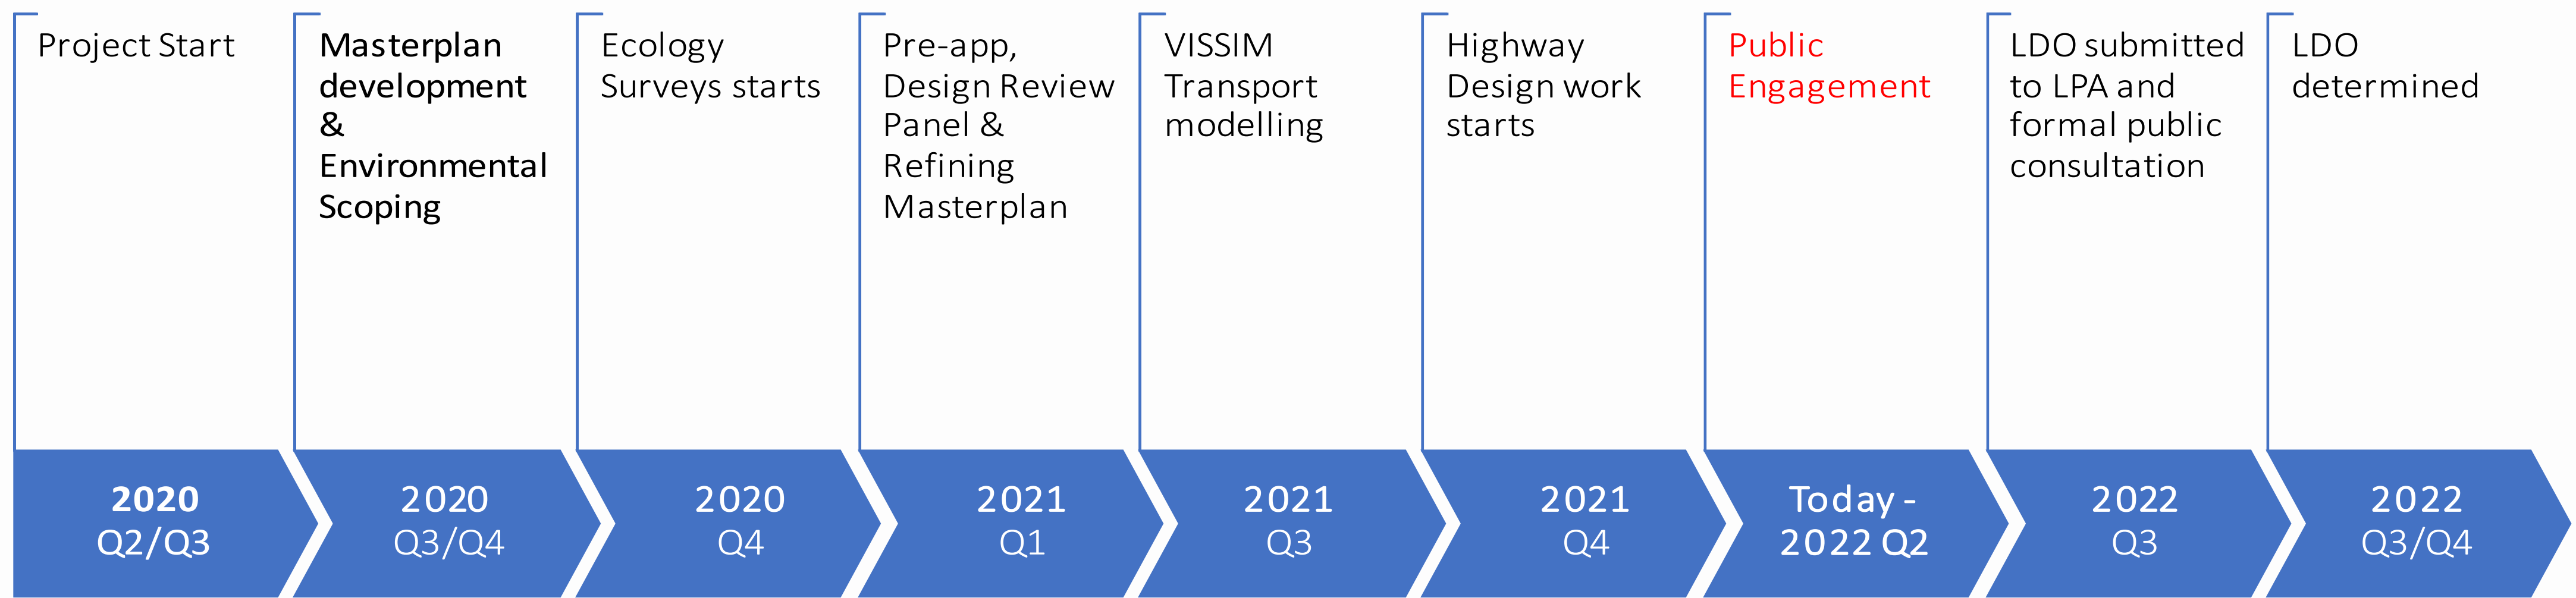 Project Start
Masterplan
development
&
Environmental
Scoping
Ecology
Surveys starts
Pre-app,
Design Review
Panel &
Refining
Masterplan
VISSIM
Transport
modelling
Highway
Design work
starts
Public
Engagement
LDO submitted
to LPA and
formal public
consultation
LDO
determined
2020
Q2/Q3
2020
Q3/Q4
2020
Q4
2021
Q1
2021
Q3
2021
Q4
Today -
2022 Q2
2022
Q3
2022
Q3/Q4